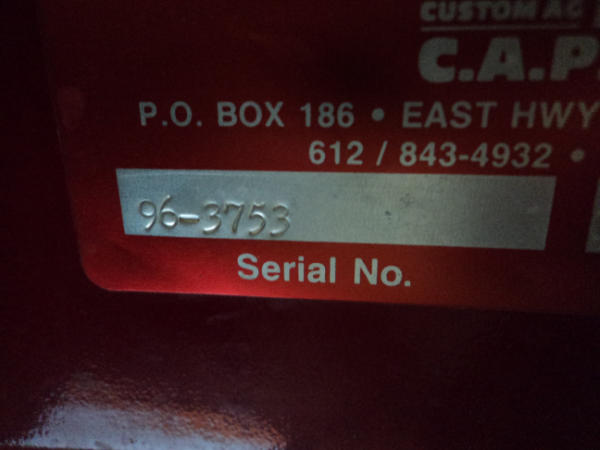 CUSTOM AG
C.A.P.
P.O. BOX 186 • EAST HWY
612 / 843-4932 •
96-3753
Serial No.